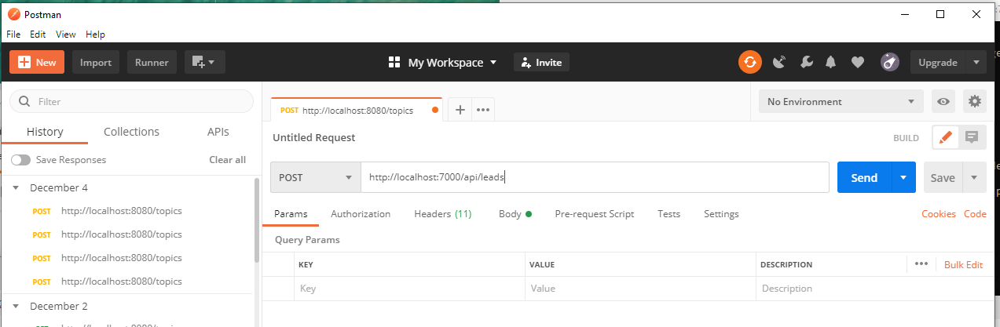 Postman
File Edit View Help
New Import Runner My Workspace Invite Upgrade
Filter
History Collections APIs
Save Responses Clear all
December 4
POST http://localhost:8080/topics
POST http://localhost:8080/topics
POST http://localhost:8080/topics
POST http://localhost:8080/topics
December 2
POST http://localhost:8080/topics
No Environment
Untitled Request BUILD
POST http://localhost:7000/api/leads Send Save
Params Authorization Headers (11) Body Pre-request Script Tests Settings Cookies Code
Query Params
KEY VALUE DESCRIPTION Bulk Edit
Key Value Description